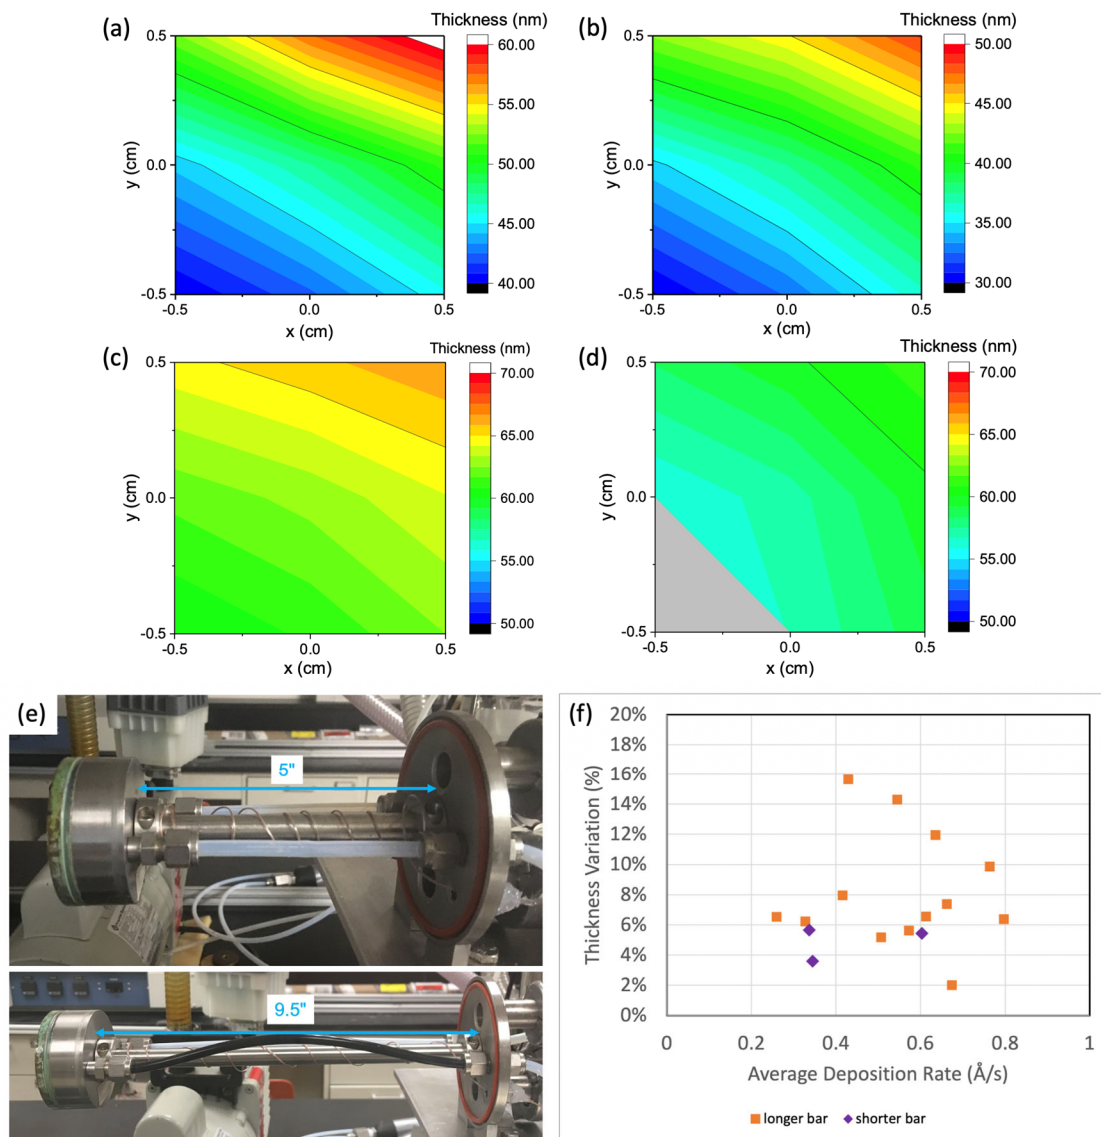 (a)
Thickness (nm)
0.5
0.0
-0.5
y (cm)
-0.5
0.0
0.5
x (cm)
60.00
55.00
50.00
45.00
40.00
(b)
Thickness (nm)
0.5
0.0
-0.5
y (cm)
-0.5
0.0
0.5
x (cm)
50.00
45.00
40.00
35.00
30.00
(c)
Thickness (nm)
0.5
0.0
-0.5
y (cm)
-0.5
0.0
0.5
x (cm)
70.00
65.00
60.00
55.00
50.00
(d)
Thickness (nm)
0.5
0.0
-0.5
y (cm)
-0.5
0.0
0.5
x (cm)
70.00
65.00
60.00
55.00
50.00
(e)
5"
9.5"
(f)
20%
18%
16%
14%
12%
10%
8%
6%
4%
2%
0%
Thickness Variation (%)
0 0.2 0.4 0.6 0.8 1
Average Deposition Rate (Å/s)
longer bar shorter bar